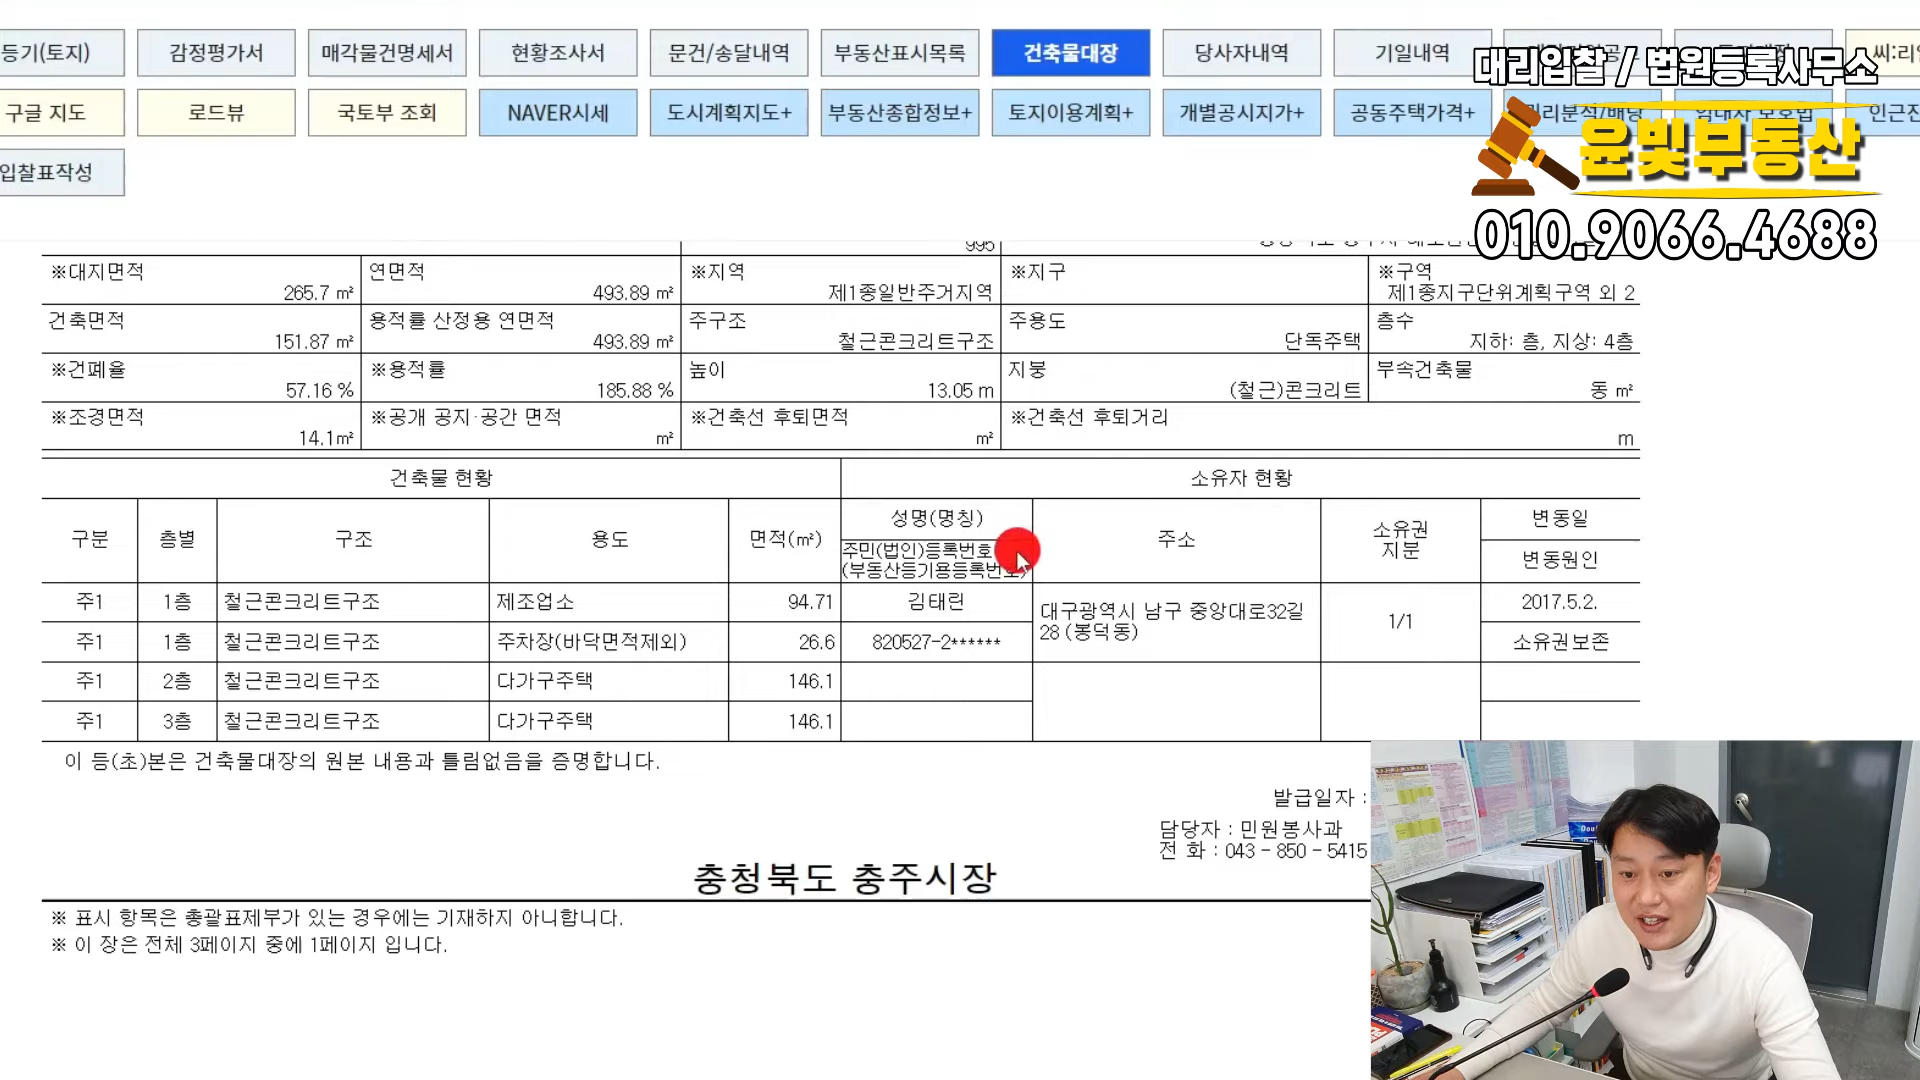 등기(토지) 감정평가서 매각물건명세서 현황조사서 문건/송달내역 부동산표시목록 건축물대장 당사자내역 기일내역
대리입찰 / 법원등록사무소
구글 지도 로드뷰 국토부 조회 NAVER시세 도시계획지도+ 부동산종합정보+ 토지이용계획+ 개별공시지가+ 공동주택가격+
윤빛부동산
입찰표작성
010.9066.4688
995
※대지면적 265.7 ㎡ 연면적 493.89 ㎡ ※지역 제1종일반주거지역 ※지구 ※구역 제1종지구단위계획구역 외 2
건축면적 151.87 ㎡ 용적률 산정용 연면적 493.89 ㎡ 주구조 철근콘크리트구조 주용도 단독주택 층수 지하: 층, 지상: 4층
※건폐율 57.16 % ※용적률 185.88 % 높이 13.05 m 지붕 (철근)콘크리트 부속건축물 동 ㎡
※조경면적 14.1㎡ ※공개 공지·공간 면적 ㎡ ※건축선 후퇴면적 ㎡ ※건축선 후퇴거리 m
건축물 현황 소유자 현황
구분 층별 구조 용도 면적(㎡) 성명(명칭) 주소 소유권 지분 변동일
주민(법인)등록번호 변동원인
(부동산등기용등록번호)
주1 1층 철근콘크리트구조 제조업소 94.71 김태린 대구광역시 남구 중앙대로32길 28 (봉덕동) 1/1 2017.5.2.
주1 1층 철근콘크리트구조 주차장(바닥면적제외) 26.6 820527-2****** 소유권보존
주1 2층 철근콘크리트구조 다가구주택 146.1
주1 3층 철근콘크리트구조 다가구주택 146.1
이 등(초)본은 건축물대장의 원본 내용과 틀림없음을 증명합니다.
발급일자 :
담당자 : 민원봉사과
전 화 : 043 - 850 - 5415
충청북도 충주시장
※ 표시 항목은 총괄표제부가 있는 경우에는 기재하지 아니합니다.
※ 이 장은 전체 3페이지 중에 1페이지 입니다.